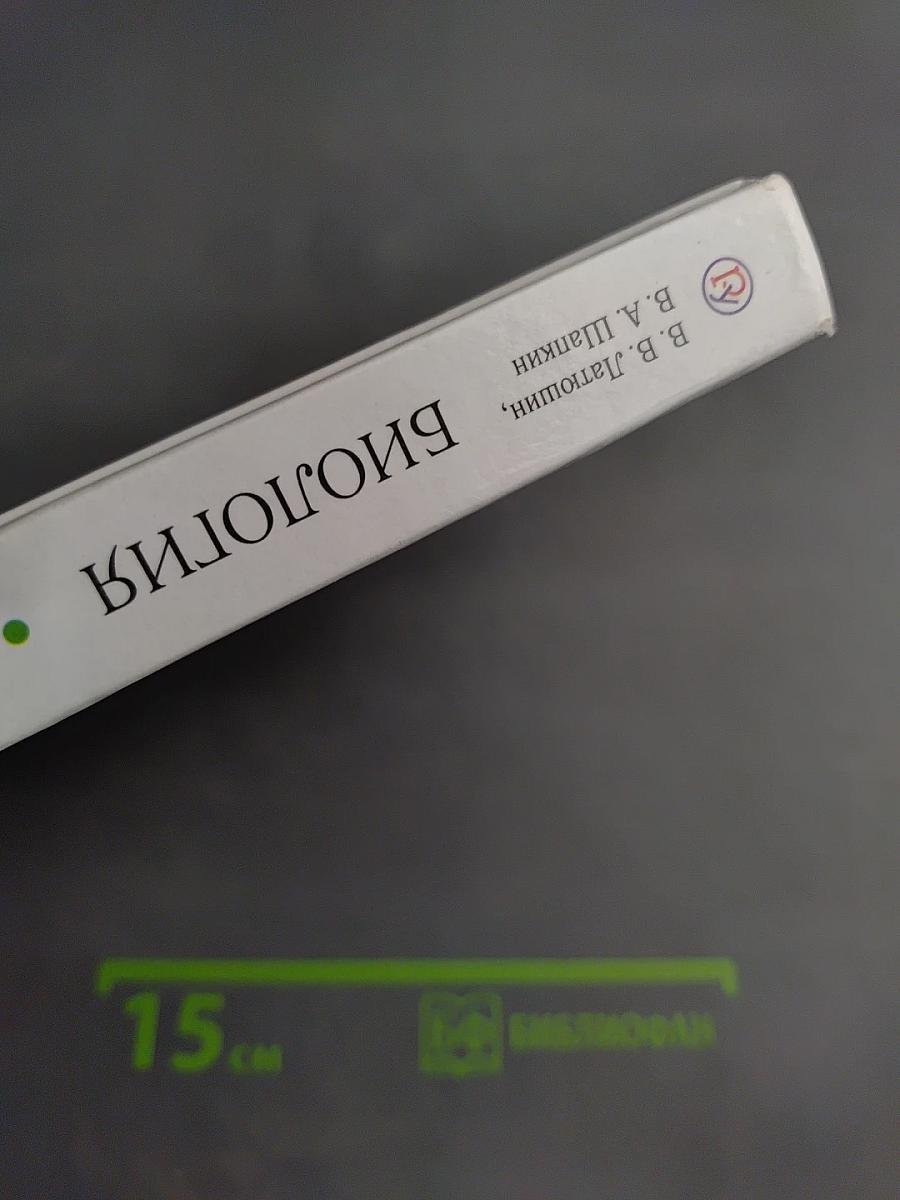 В. В. Латюшин,
В. А. Шапкин
БИОЛОГИЯ
15 см
БИБЛИОФАН